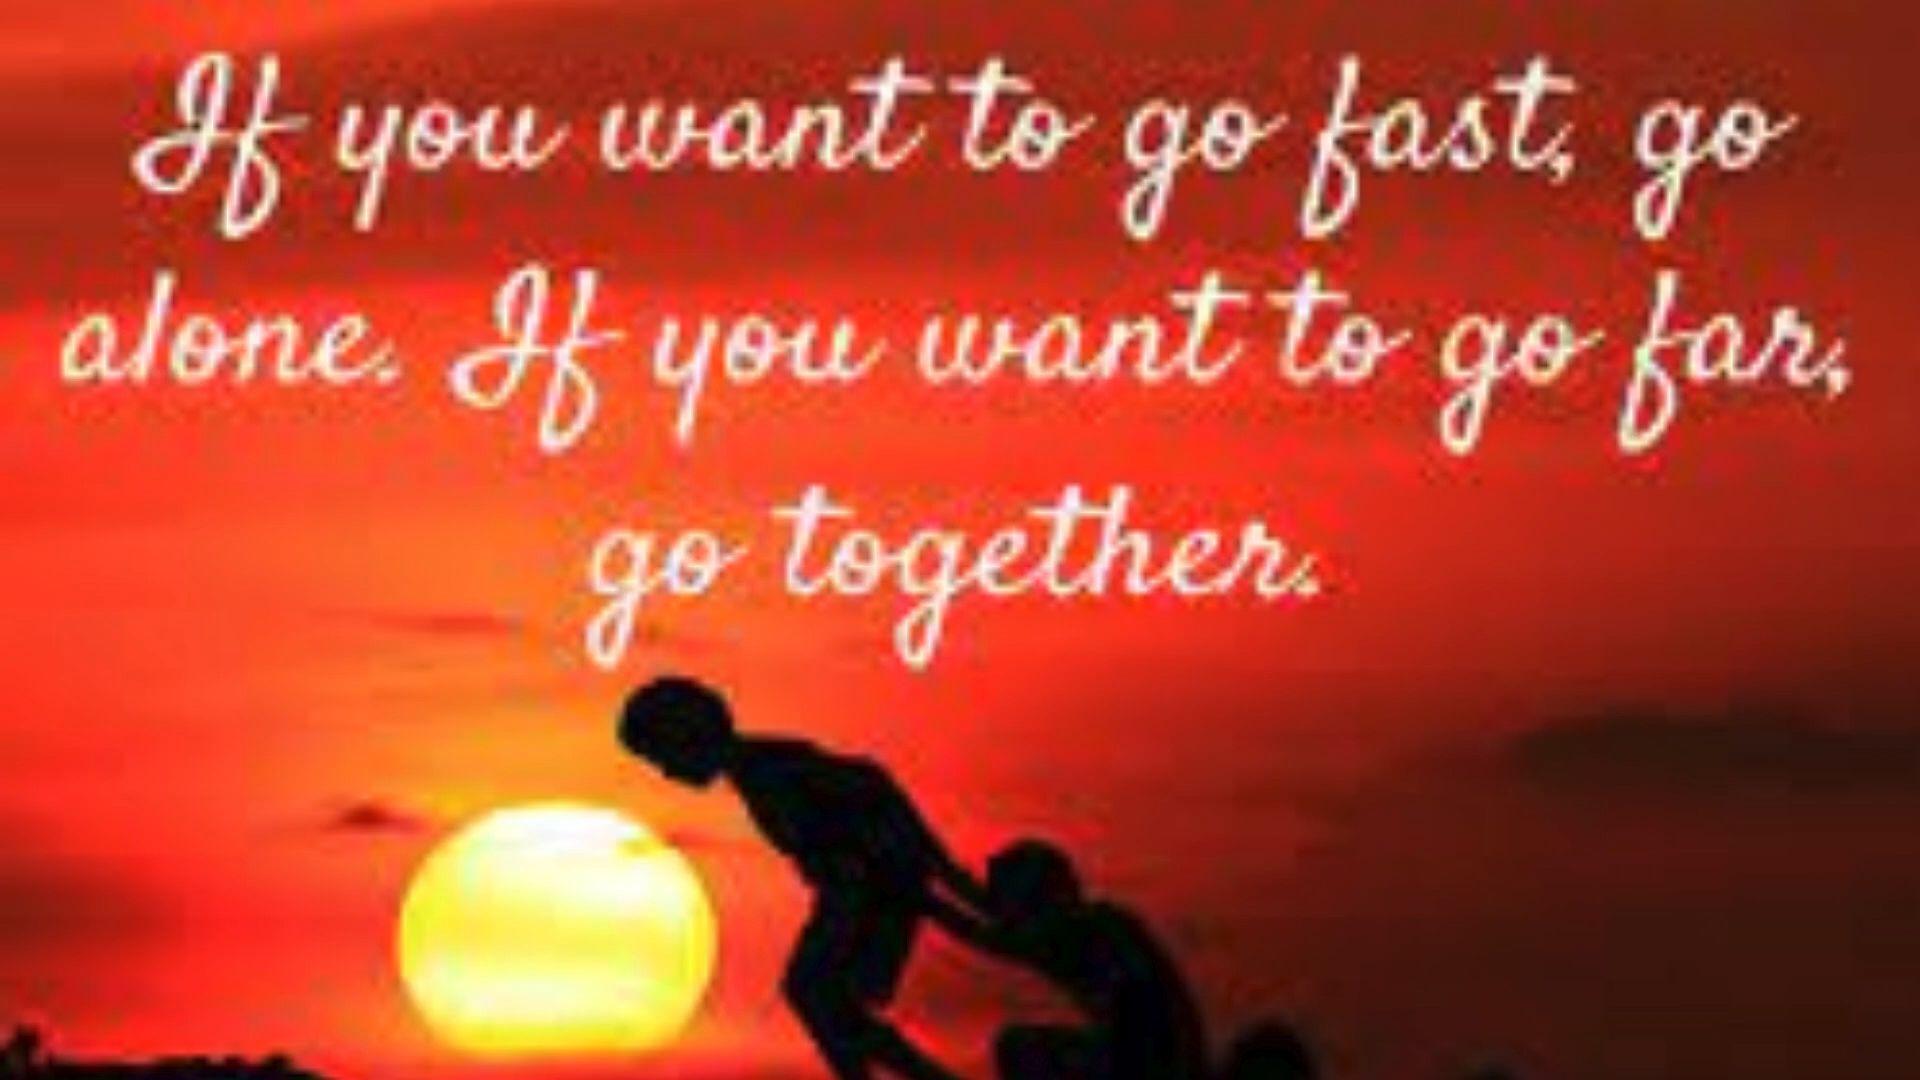 If you want to go fast, go
alone. If you want to go far,
go together.